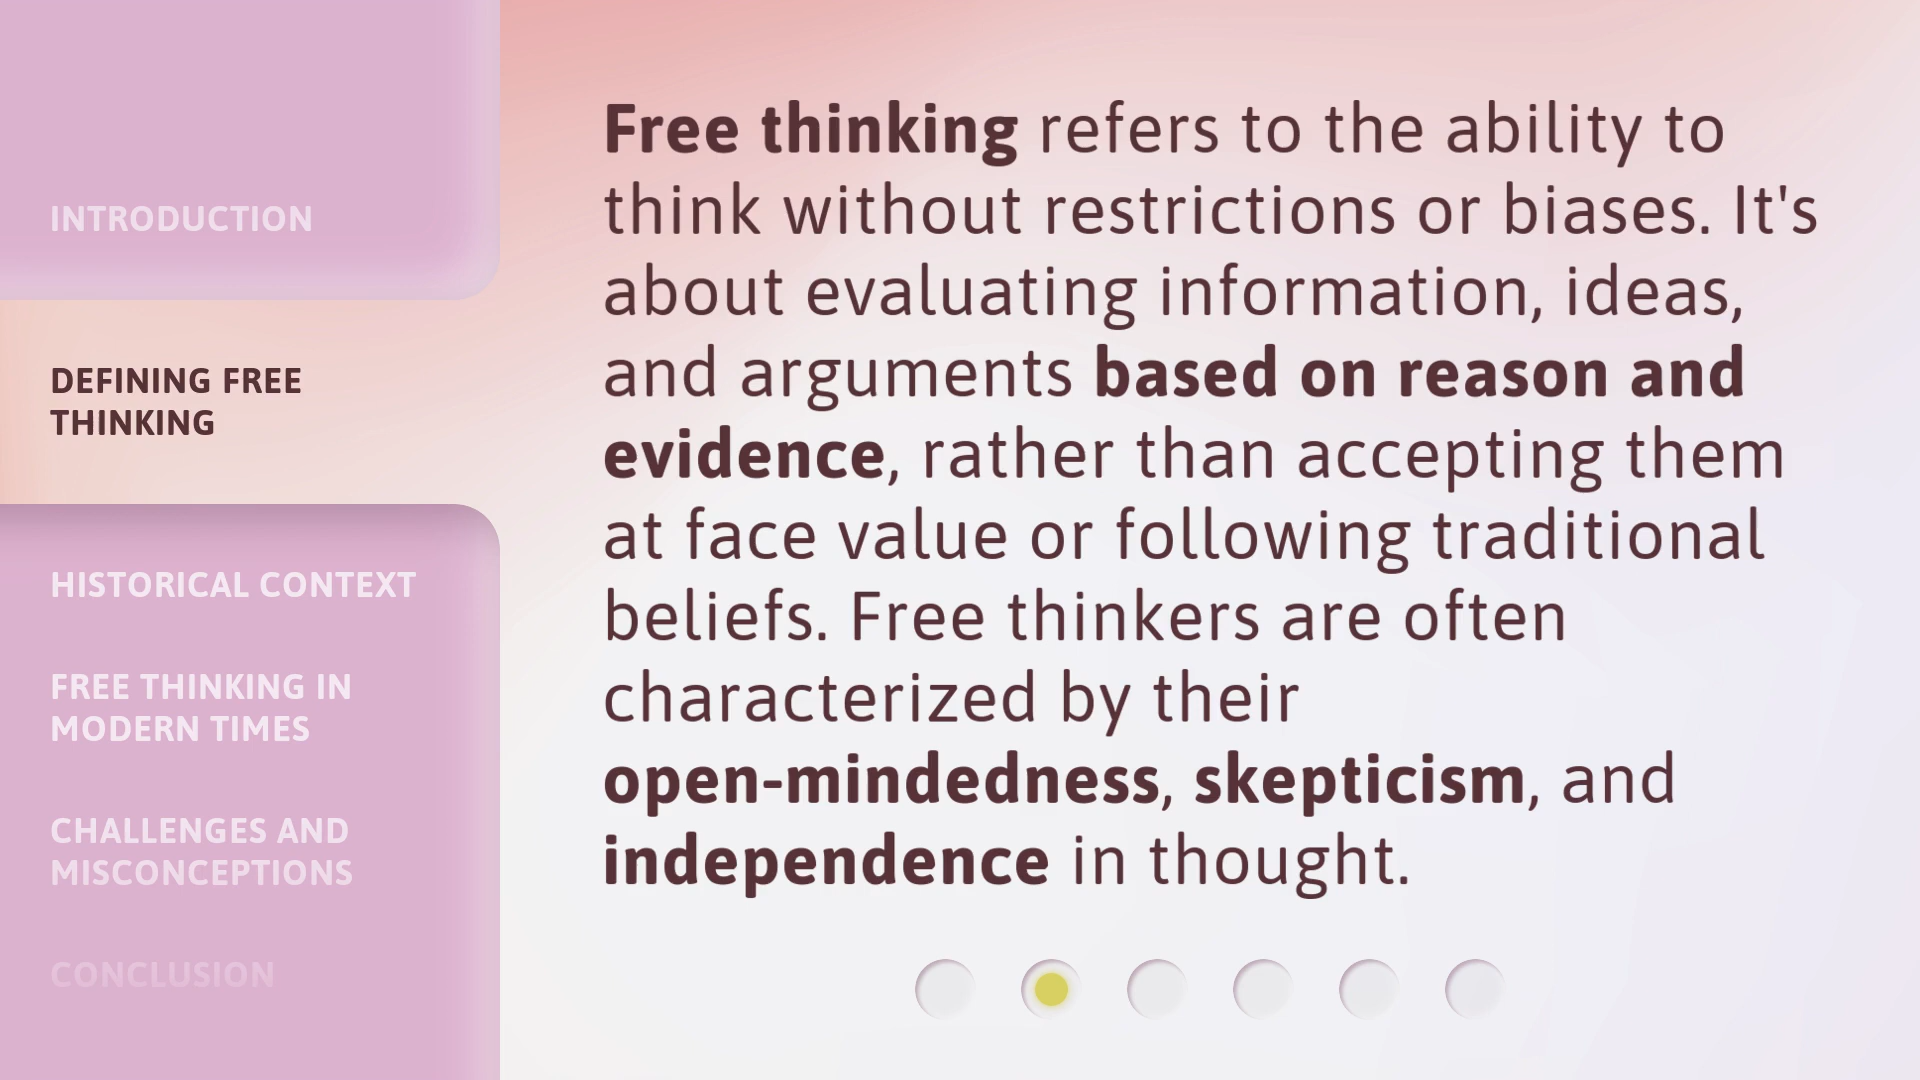 INTRODUCTION
DEFINING FREE
THINKING
HISTORICAL CONTEXT
FREE THINKING IN
MODERN TIMES
CHALLENGES AND
MISCONCEPTIONS
CONCLUSION
Free thinking refers to the ability to
think without restrictions or biases. It's
about evaluating information, ideas,
and arguments based on reason and
evidence, rather than accepting them
at face value or following traditional
beliefs. Free thinkers are often
characterized by their
open-mindedness, skepticism, and
independence in thought.